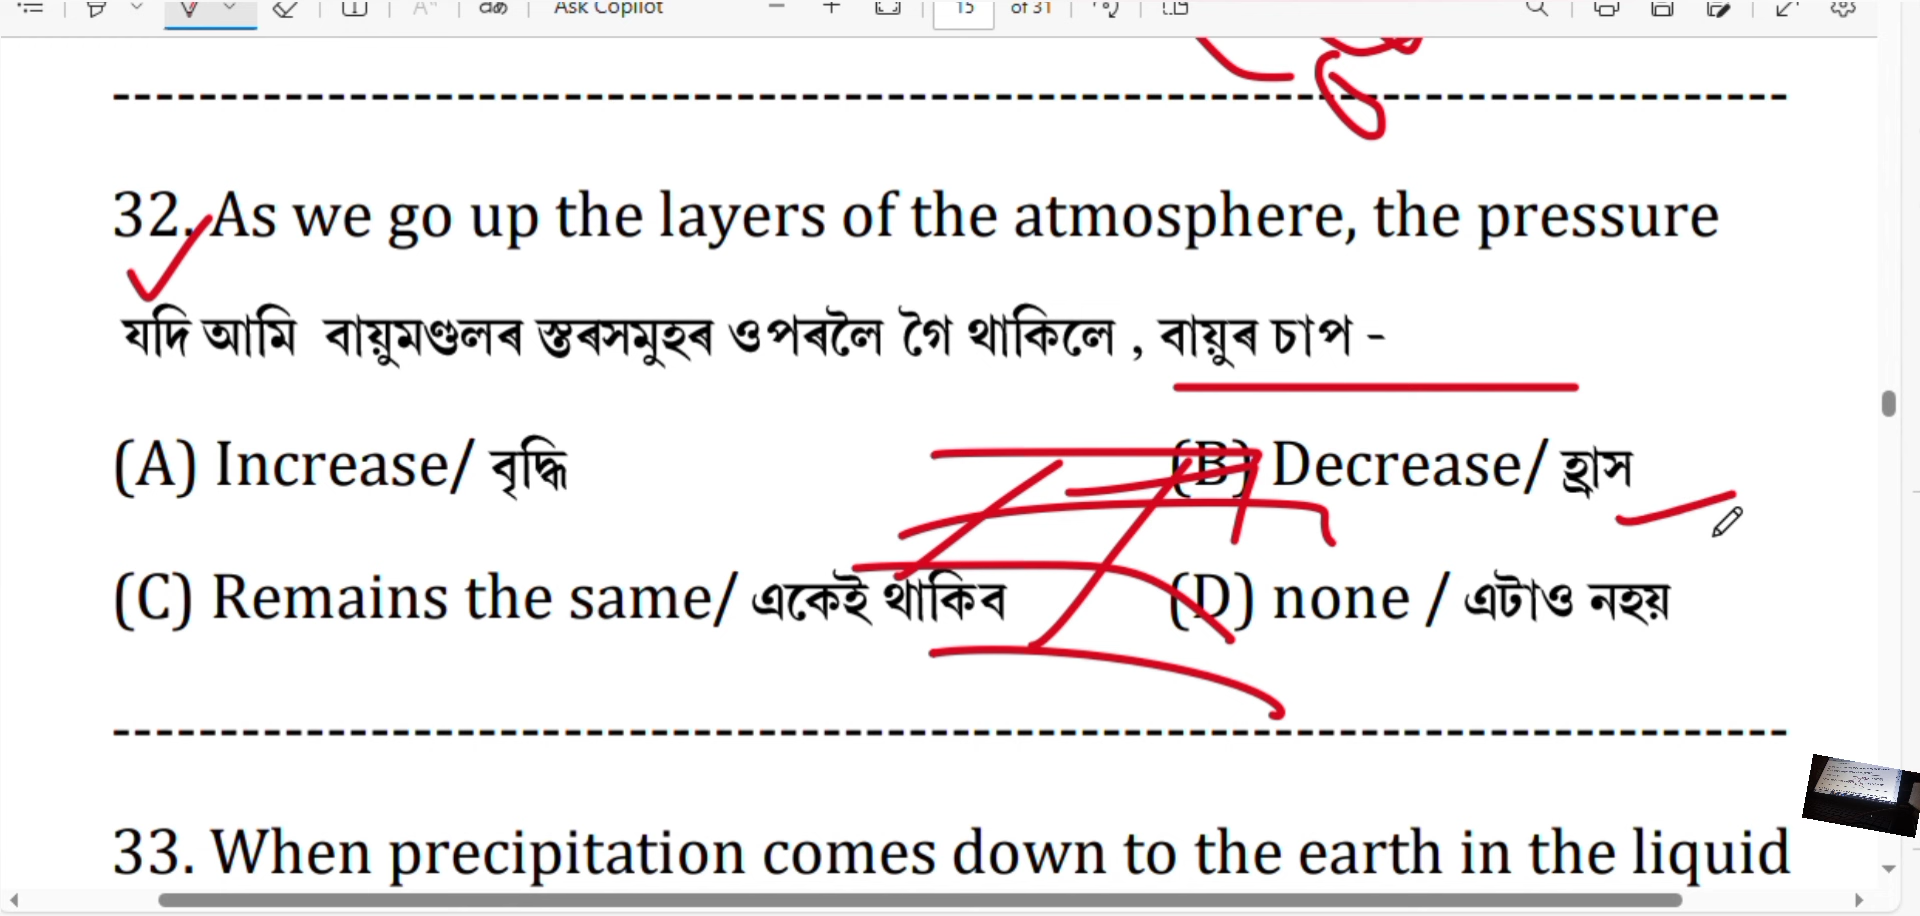 Ask Copilot
15 of 31
32. As we go up the layers of the atmosphere, the pressure
যদি আমি বায়ুমণ্ডলৰ স্তৰসমুহৰ ওপৰলৈ গৈ থাকিলে , বায়ুৰ চাপ -
(A) Increase/ বৃদ্ধি (B) Decrease/ হ্ৰাস
(C) Remains the same/ একেই থাকিব (D) none / এটাও নহয়
33. When precipitation comes down to the earth in the liquid